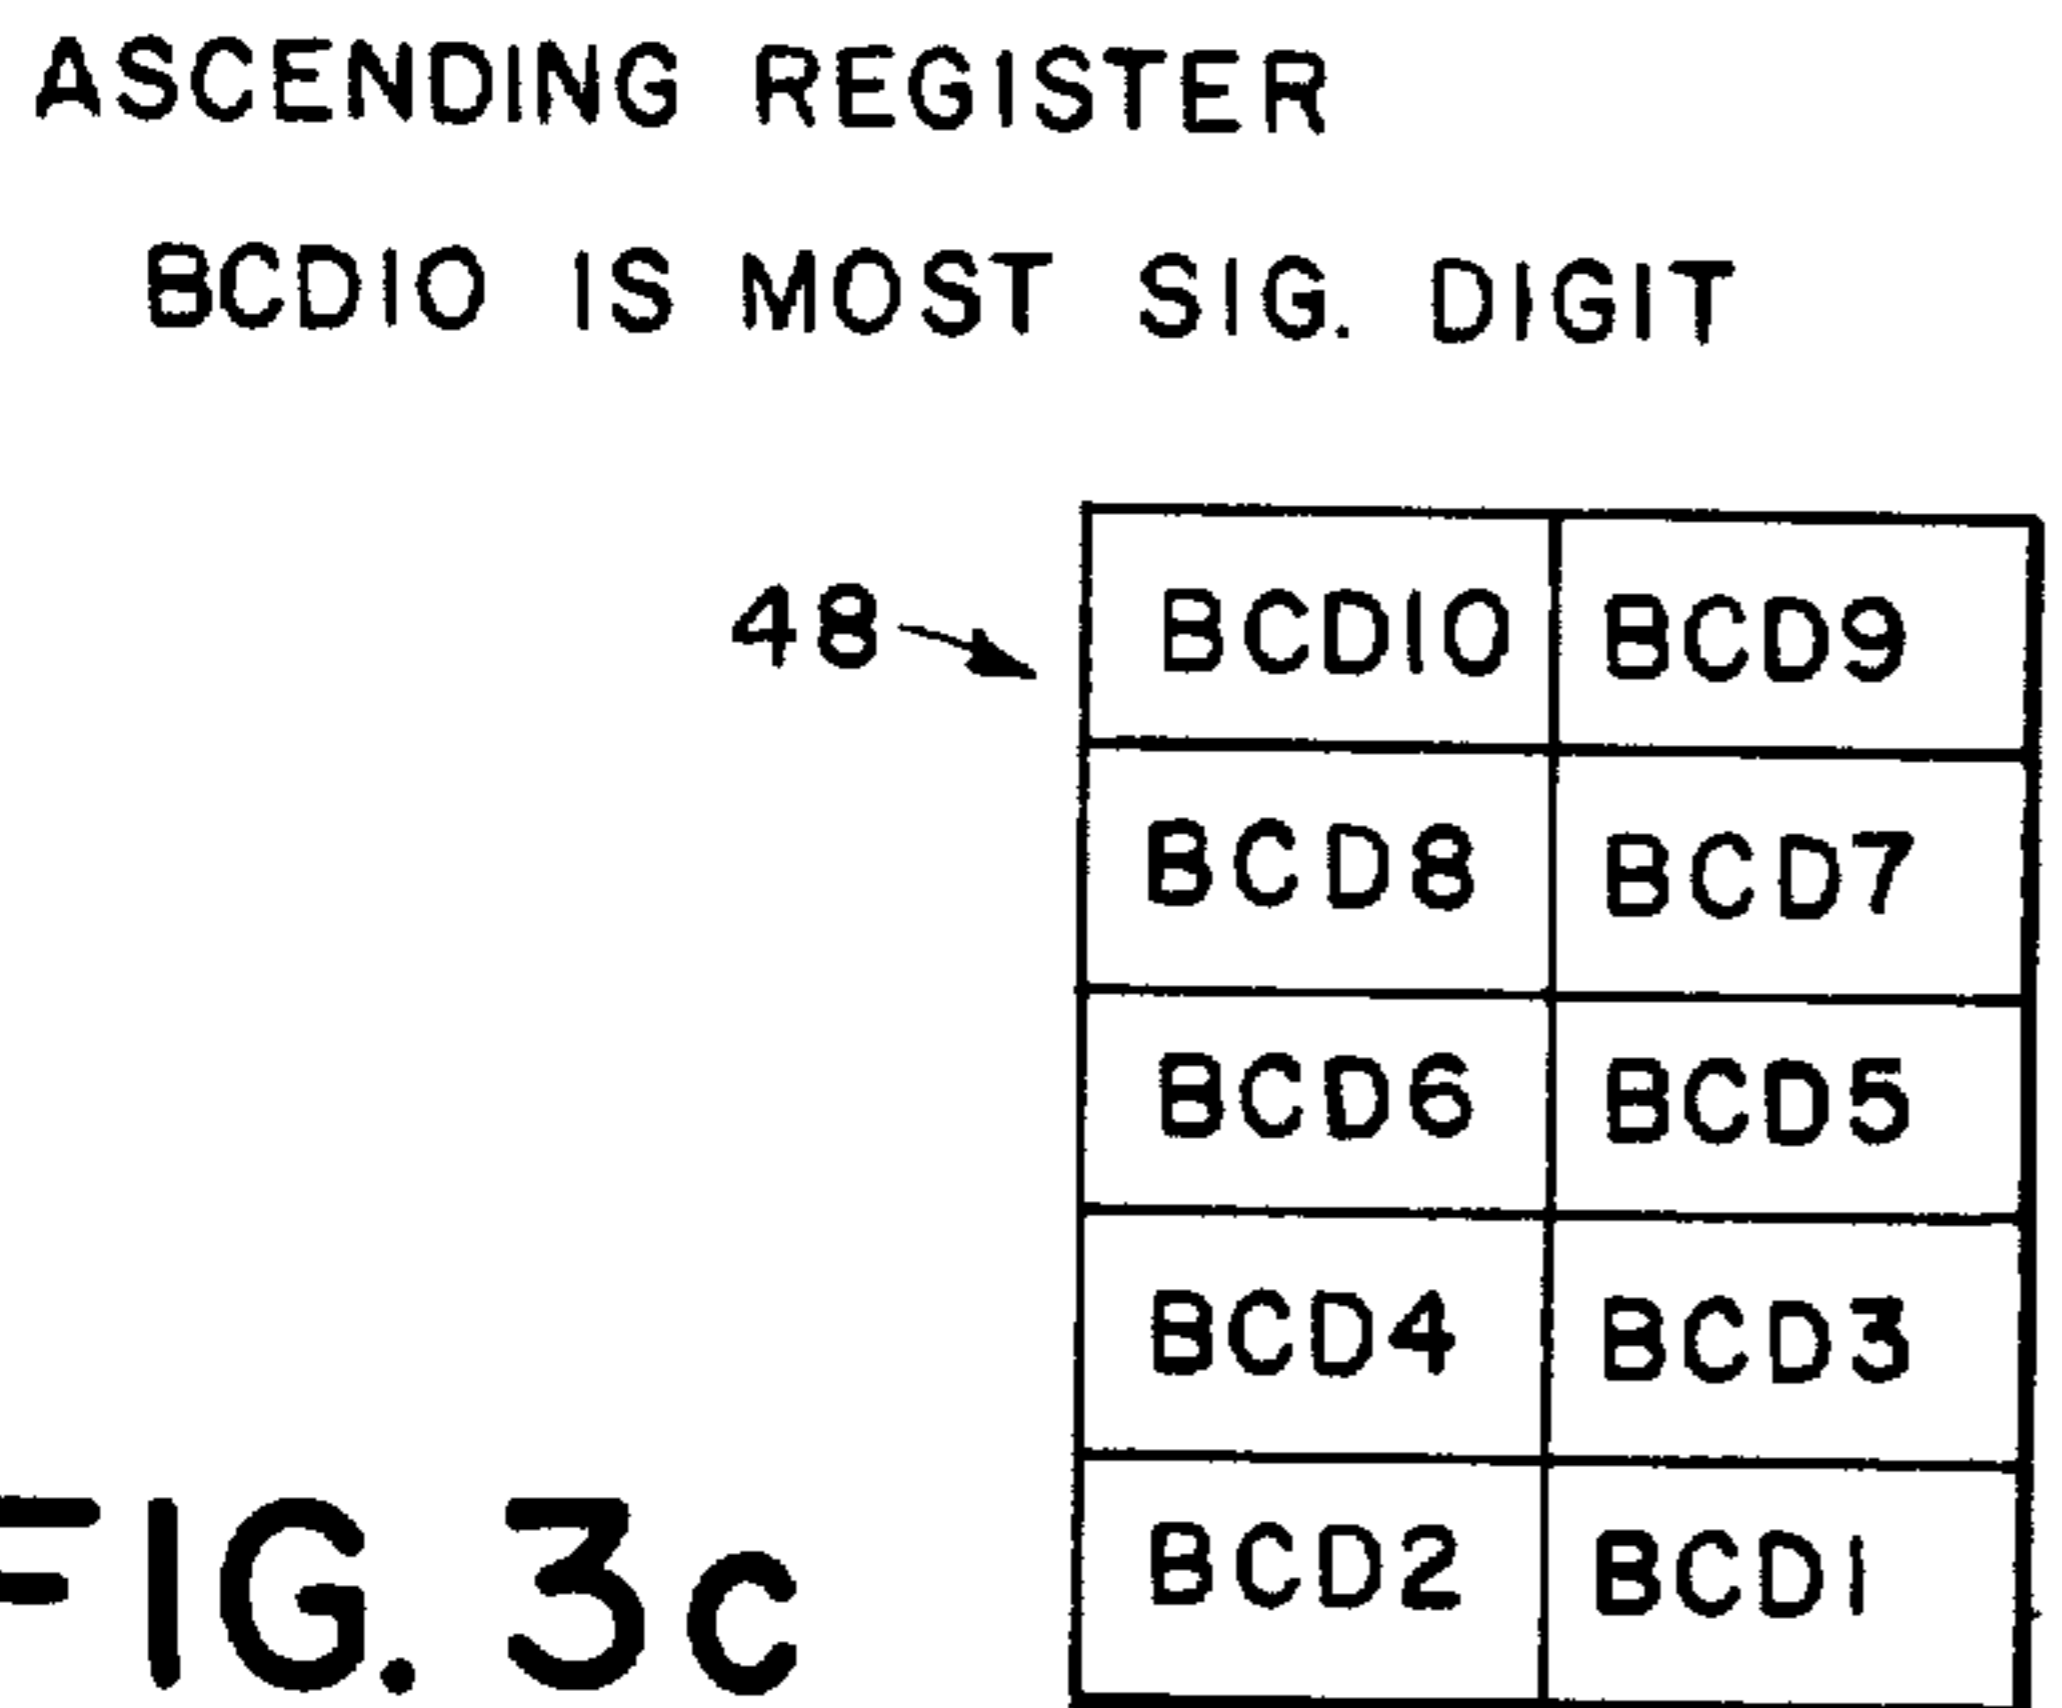 ASCENDING REGISTER
BCD10 IS MOST SIG. DIGIT
48
BCD10 BCD9
BCD8 BCD7
BCD6 BCD5
BCD4 BCD3
BCD2 BCD1
FIG. 3c